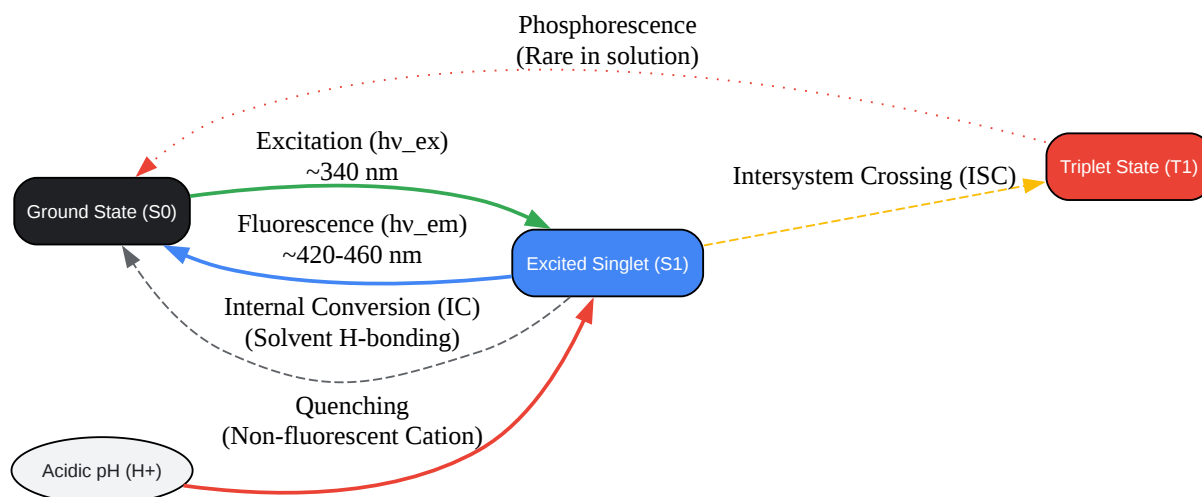 Phosphorescence
(Rare in solution)
Excitation (hν_ex)
~340 nm
Triplet State (T1)
Intersystem Crossing (ISC)
Ground State (S0)
Fluorescence (hν_em)
~420-460 nm
Excited Singlet (S1)
Internal Conversion (IC)
(Solvent H-bonding)
Quenching
(Non-fluorescent Cation)
Acidic pH (H+)